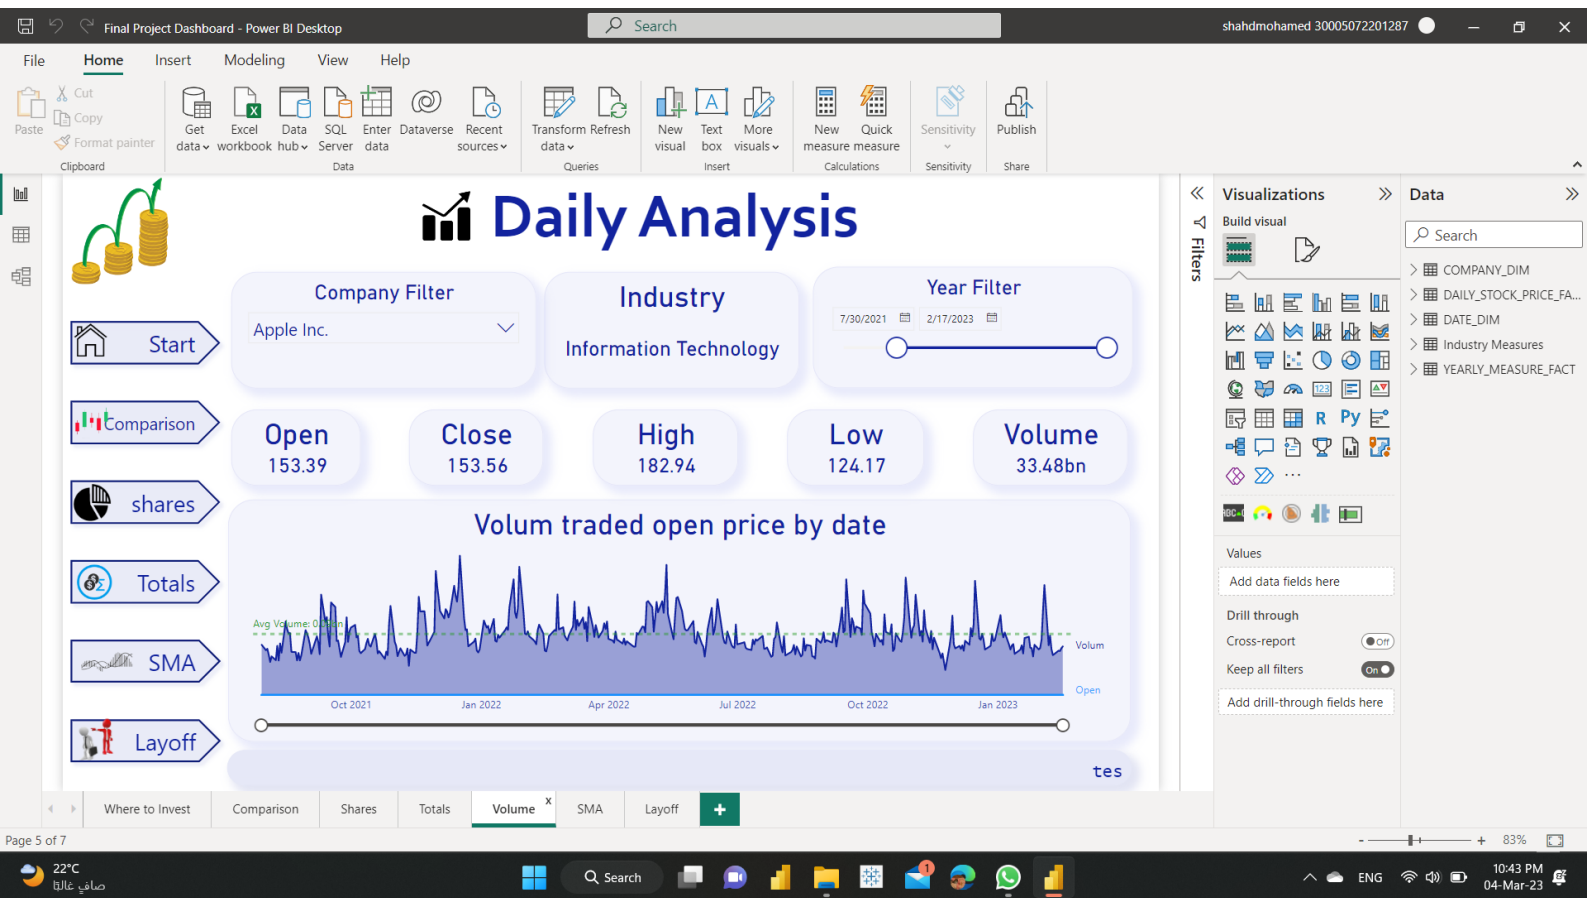 Final Project Dashboard - Power BI Desktop
Search
shahdmohamed 30005072201287
File Home Insert Modeling View Help
Paste
Cut
Copy
Format painter
Clipboard
Get data
Excel workbook
Data hub
SQL Server
Enter data
Dataverse
Recent sources
Data
Transform data
Refresh
Queries
New visual
Text box
More visuals
Insert
New measure
Quick measure
Calculations
Sensitivity
Sensitivity
Publish
Share
Daily Analysis
Company Filter
Apple Inc.
Industry
Information Technology
Year Filter
7/30/2021 2/17/2023
Start
Comparison
shares
Totals
SMA
Layoff
Open
153.39
Close
153.56
High
182.94
Low
124.17
Volume
33.48bn
Volum traded open price by date
Avg Volume:
Volum
Open
Oct 2021 Jan 2022 Apr 2022 Jul 2022 Oct 2022 Jan 2023
tes
Filters
Visualizations
Build visual
Values
Add data fields here
Drill through
Cross-report Off
Keep all filters On
Add drill-through fields here
Data
Search
COMPANY_DIM
DAILY_STOCK_PRICE_FA...
DATE_DIM
Industry Measures
YEARLY_MEASURE_FACT
Where to Invest Comparison Shares Totals Volume x SMA Layoff +
Page 5 of 7
- + 83%
22°C
صافٍ غالبًا
Search
1
ENG
10:43 PM
04-Mar-23